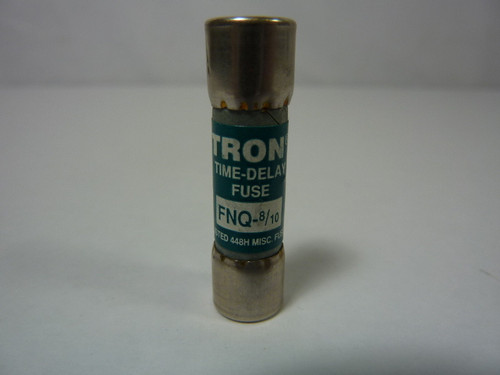 TRON
TIME-DELAY
FUSE
FNQ-8/10
448H MISC.